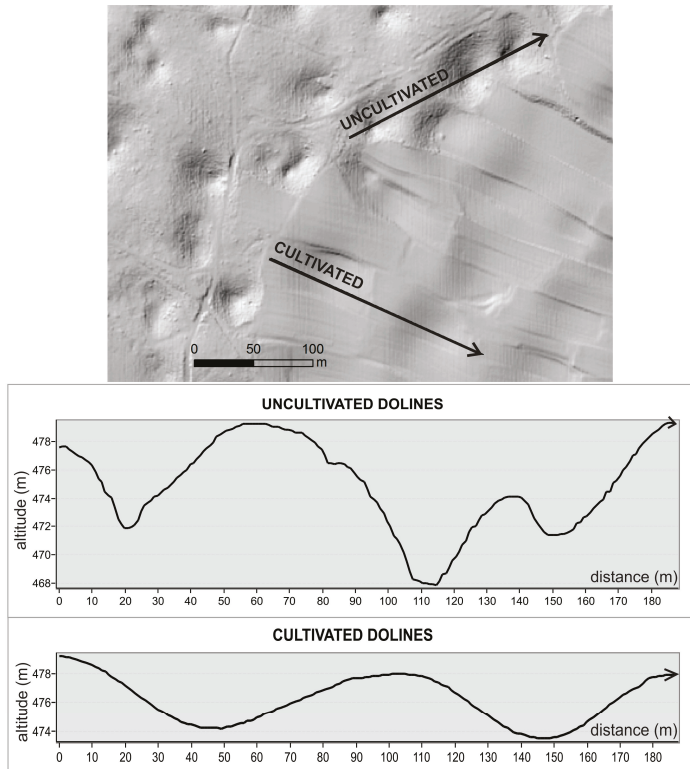 UNCULTIVATED
CULTIVATED
0 50 100
m
UNCULTIVATED DOLINES
altitude (m)
478
476
474
472
470
468
distance (m)
0 10 20 30 40 50 60 70 80 90 100 110 120 130 140 150 160 170 180
CULTIVATED DOLINES
altitude (m)
478
476
474
distance (m)
0 10 20 30 40 50 60 70 80 90 100 110 120 130 140 150 160 170 180